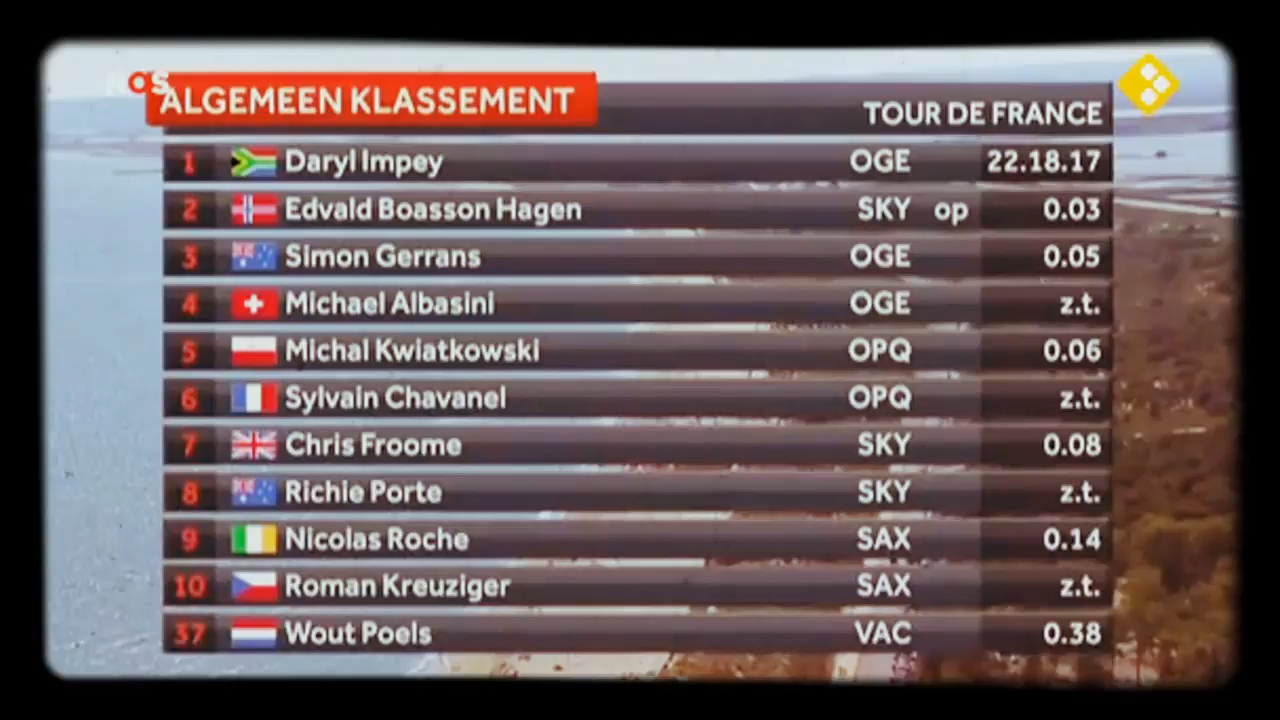 NOS
ALGEMEEN KLASSEMENT
TOUR DE FRANCE
1 Daryl Impey OGE 22.18.17
2 Edvald Boasson Hagen SKY op 0.03
3 Simon Gerrans OGE 0.05
4 Michael Albasini OGE z.t.
5 Michal Kwiatkowski OPQ 0.06
6 Sylvain Chavanel OPQ z.t.
7 Chris Froome SKY 0.08
8 Richie Porte SKY z.t.
9 Nicolas Roche SAX 0.14
10 Roman Kreuziger SAX z.t.
37 Wout Poels VAC 0.38